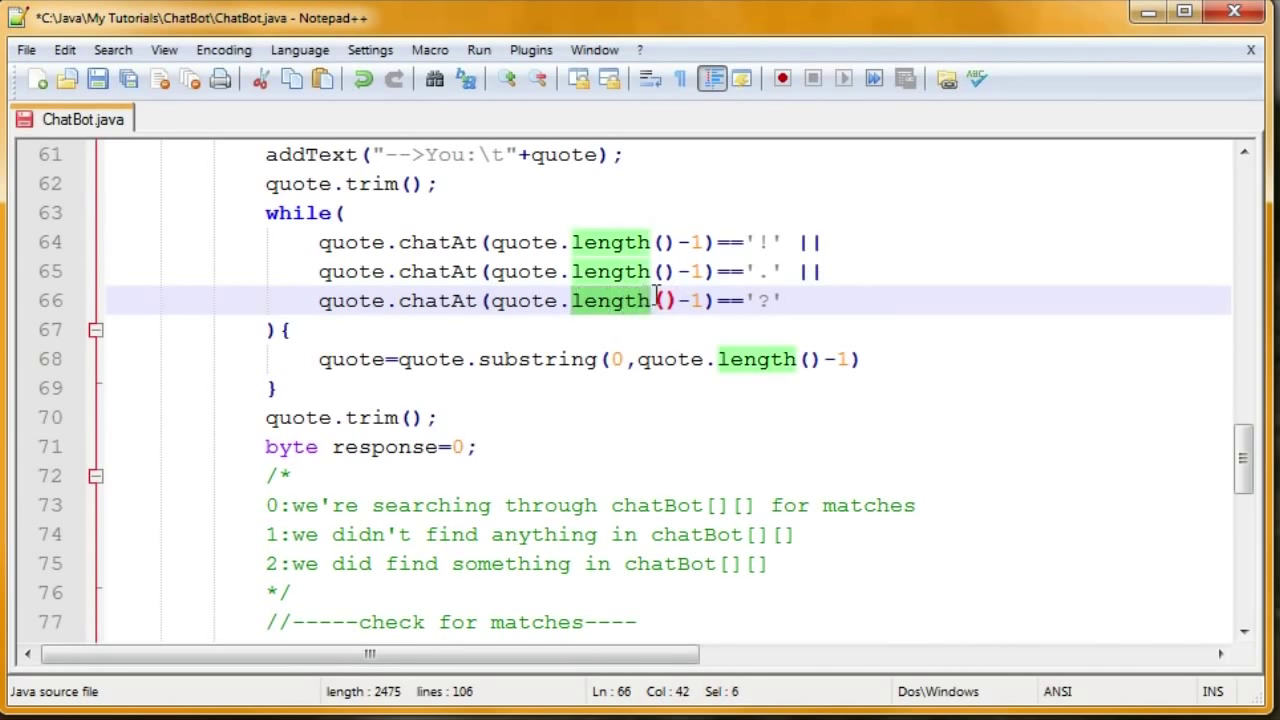 *C:\Java\My Tutorials\ChatBot\ChatBot.java - Notepad++
File Edit Search View Encoding Language Settings Macro Run Plugins Window ? X
ABC
ChatBot.java
61 addText("-->You:\t"+quote);
62 quote.trim();
63 while(
64 quote.chatAt(quote.length()-1)=='!' ||
65 quote.chatAt(quote.length()-1)=='.' ||
66 quote.chatAt(quote.length()-1)=='?'
67 ){
68 quote=quote.substring(0,quote.length()-1)
69 }
70 quote.trim();
71 byte response=0;
72 /*
73 0:we're searching through chatBot[][] for matches
74 1:we didn't find anything in chatBot[][]
75 2:we did find something in chatBot[][]
76 */
77 //-----check for matches----
Java source file length : 2475 lines : 106 Ln : 66 Col : 42 Sel : 6 Dos\Windows ANSI INS